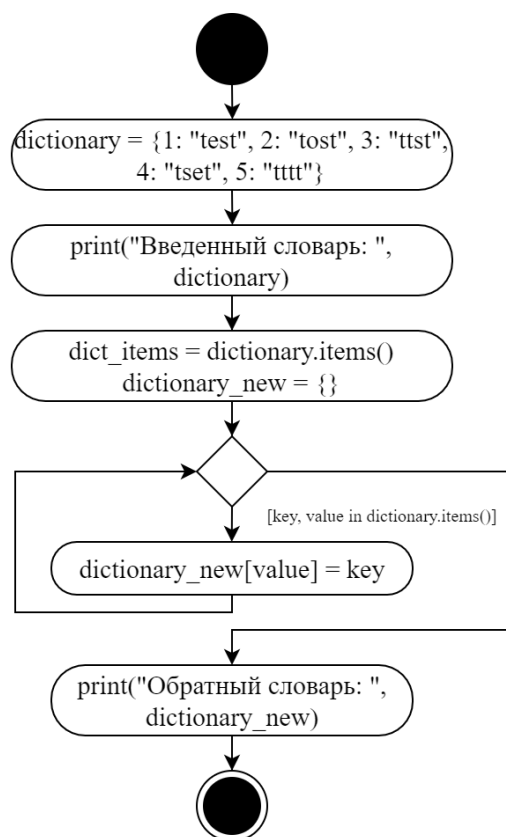 dictionary = {1: "test", 2: "tost", 3: "ttst",
4: "tset", 5: "tttt"}
print("Введенный словарь: ",
dictionary)
dict_items = dictionary.items()
dictionary_new = {}
[key, value in dictionary.items()]
dictionary_new[value] = key
print("Обратный словарь: ",
dictionary_new)